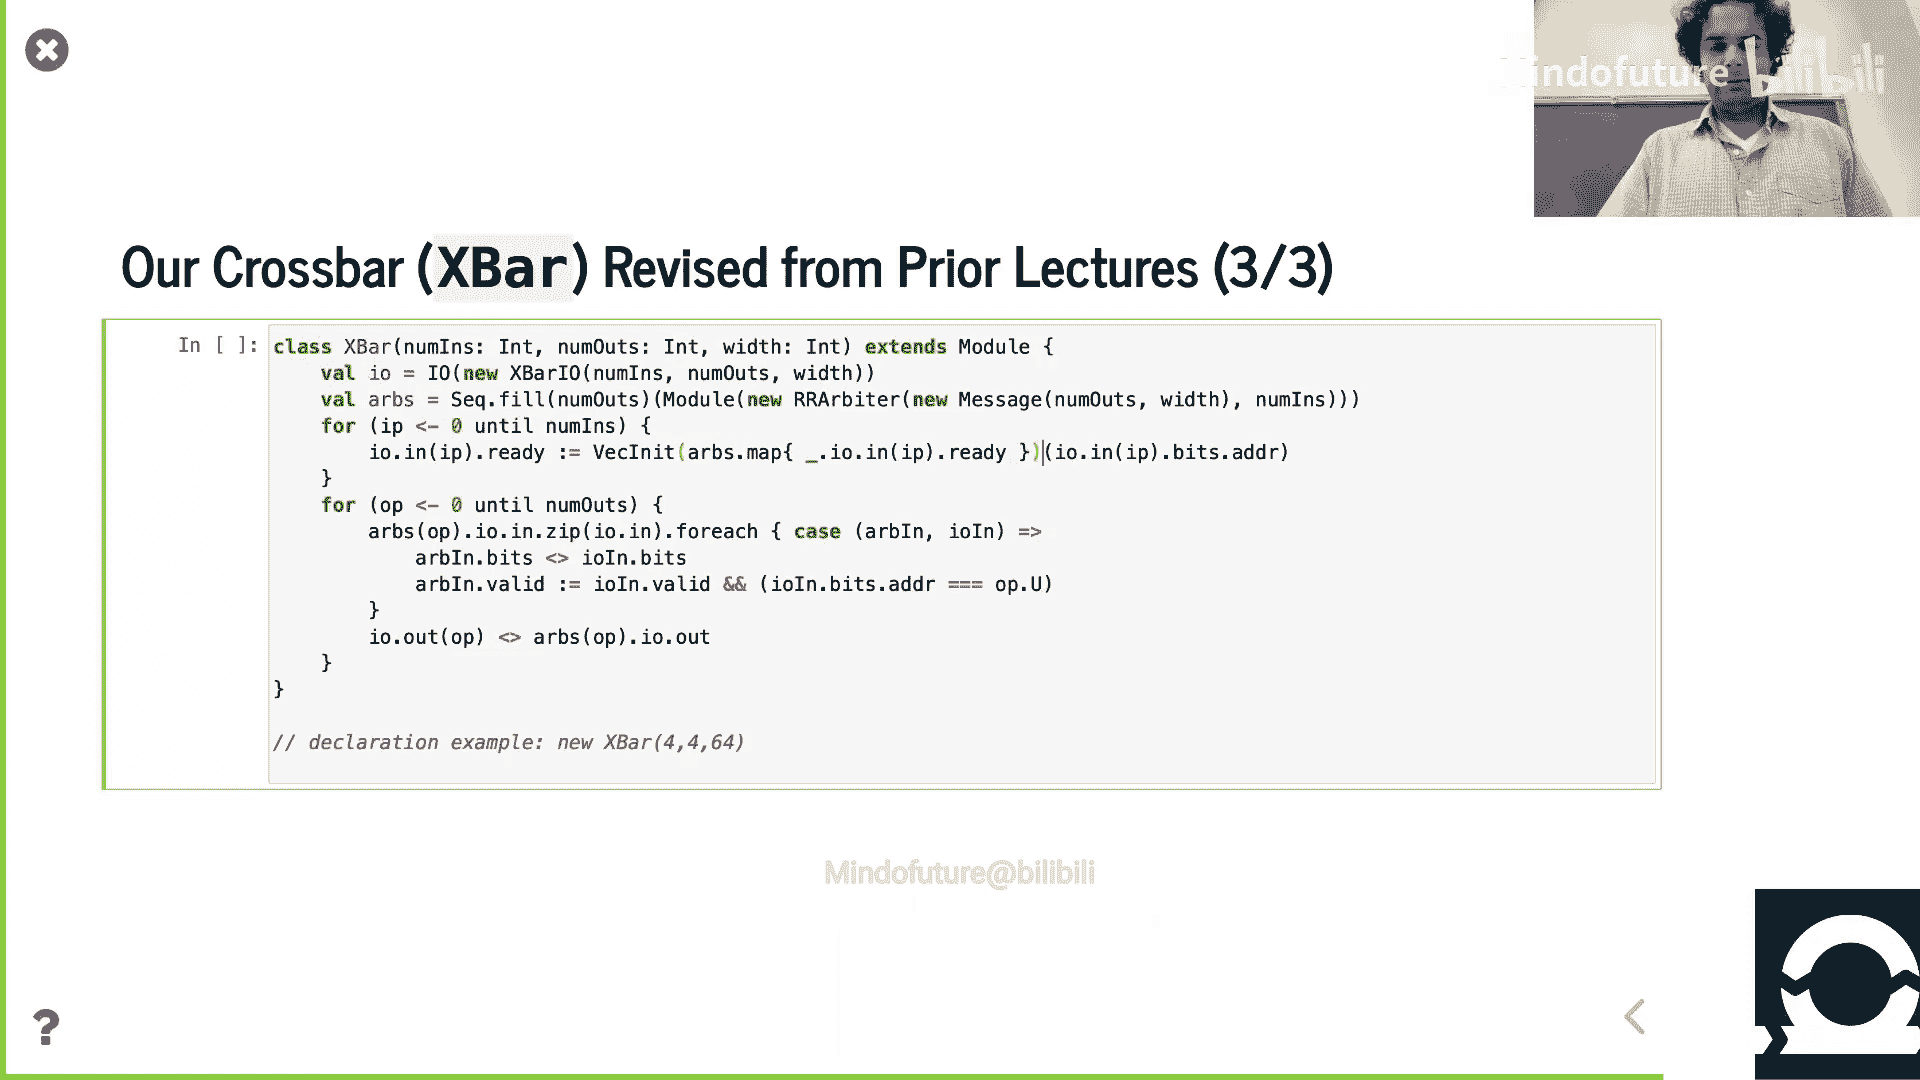 indofuture bilibili
Our Crossbar (XBar) Revised from Prior Lectures (3/3)
In [ ]: class XBar(numIns: Int, numOuts: Int, width: Int) extends Module {
    val io = IO(new XBarIO(numIns, numOuts, width))
    val arbs = Seq.fill(numOuts)(Module(new RRArbiter(new Message(numOuts, width), numIns)))
    for (ip <- 0 until numIns) {
        io.in(ip).ready := VecInit(arbs.map{ _.io.in(ip).ready })(io.in(ip).bits.addr)
    }
    for (op <- 0 until numOuts) {
        arbs(op).io.in.zip(io.in).foreach { case (arbIn, ioIn) =>
            arbIn.bits <> ioIn.bits
            arbIn.valid := ioIn.valid && (ioIn.bits.addr === op.U)
        }
        io.out(op) <> arbs(op).io.out
    }
}
// declaration example: new XBar(4,4,64)
Mindofuture@bilibili
?